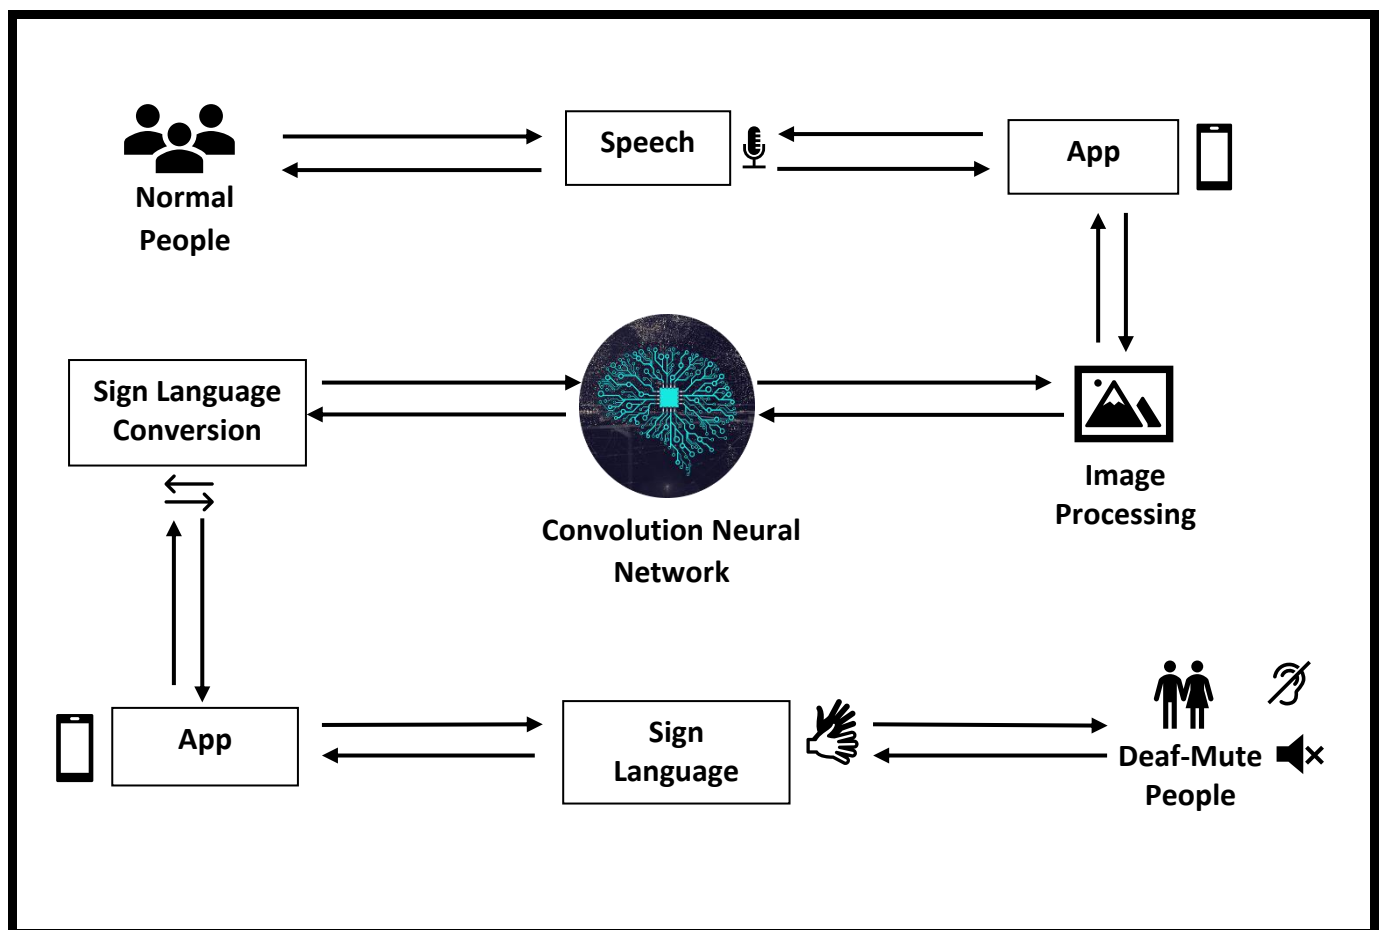 Normal
People
Speech
App
Sign Language
Conversion
Convolution Neural
Network
Image
Processing
App
Sign
Language
Deaf-Mute
People